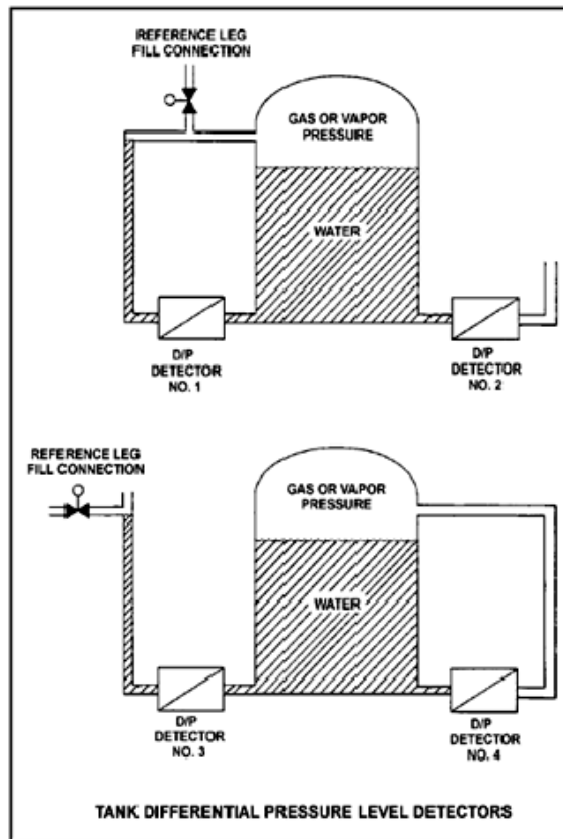 REFERENCE LEG
FILL CONNECTION
GAS OR VAPOR
PRESSURE
WATER
D/P
DETECTOR
NO. 1
D/P
DETECTOR
NO. 2
REFERENCE LEG
FILL CONNECTION
GAS OR VAPOR
PRESSURE
WATER
D/P
DETECTOR
NO. 3
D/P
DETECTOR
NO. 4
TANK DIFFERENTIAL PRESSURE LEVEL DETECTORS